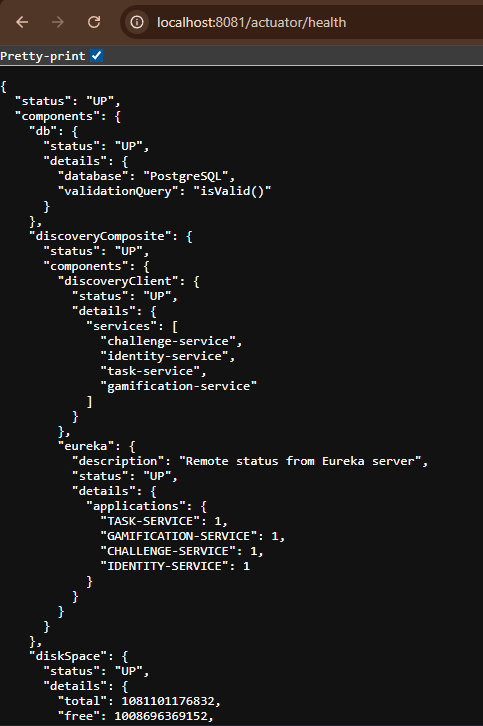 localhost:8081/actuator/health
Pretty-print
{
  "status": "UP",
  "components": {
    "db": {
      "status": "UP",
      "details": {
        "database": "PostgreSQL",
        "validationQuery": "isValid()"
      }
    },
    "discoveryComposite": {
      "status": "UP",
      "components": {
        "discoveryClient": {
          "status": "UP",
          "details": {
            "services": [
              "challenge-service",
              "identity-service",
              "task-service",
              "gamification-service"
            ]
          }
        },
        "eureka": {
          "description": "Remote status from Eureka server",
          "status": "UP",
          "details": {
            "applications": {
              "TASK-SERVICE": 1,
              "GAMIFICATION-SERVICE": 1,
              "CHALLENGE-SERVICE": 1,
              "IDENTITY-SERVICE": 1
            }
          }
        }
      }
    },
    "diskSpace": {
      "status": "UP",
      "details": {
        "total": 1081101176832,
        "free": 1008696369152,